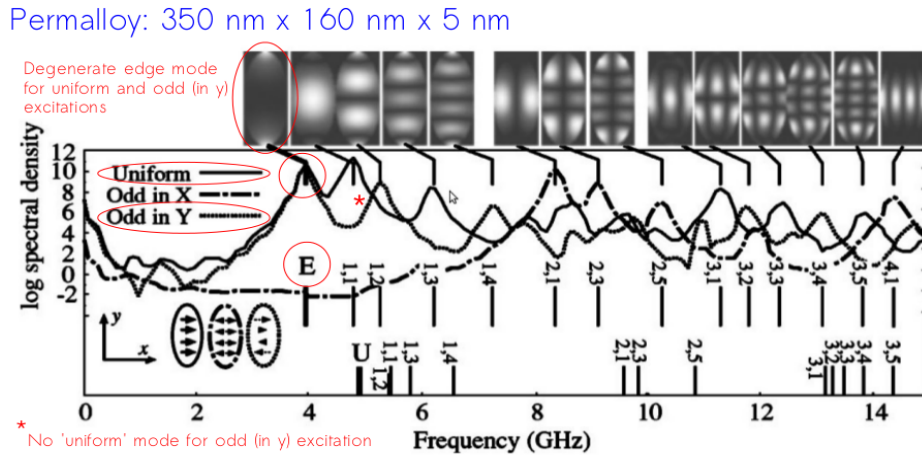 Permalloy: 350 nm x 160 nm x 5 nm
Degenerate edge mode
for uniform and odd (in y)
excitations
log spectral density
12
10
8
6
4
2
0
-2
Uniform
Odd in X
Odd in Y
*
E
1,1
1,2
1,3
1,4
2,1
2,3
2,5
3,1
3,2
3,3
3,4
3,5
4,1
y
x
U
1,2
1,1
1,3
1,4
2,1
2,3
2,5
3,1
3,2
3,3
3,4
3,5
0 2 4 6 8 10 12 14
Frequency (GHz)
* No 'uniform' mode for odd (in y) excitation